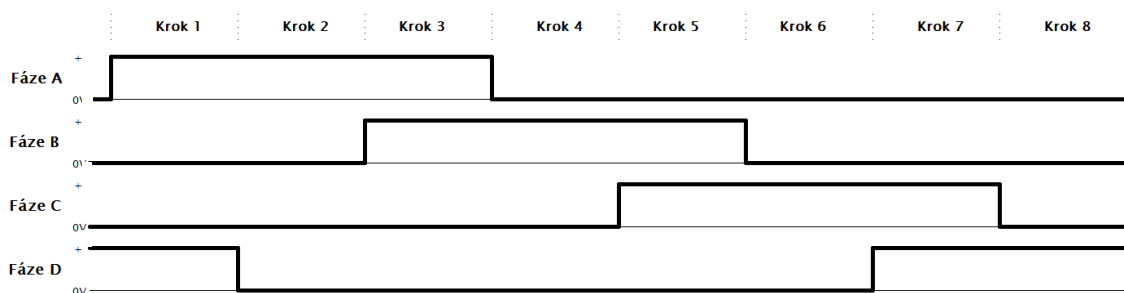 Krok 1 Krok 2 Krok 3 Krok 4 Krok 5 Krok 6 Krok 7 Krok 8
+
Fáze A
0V
+
Fáze B
0V
+
Fáze C
0V
+
Fáze D
0V